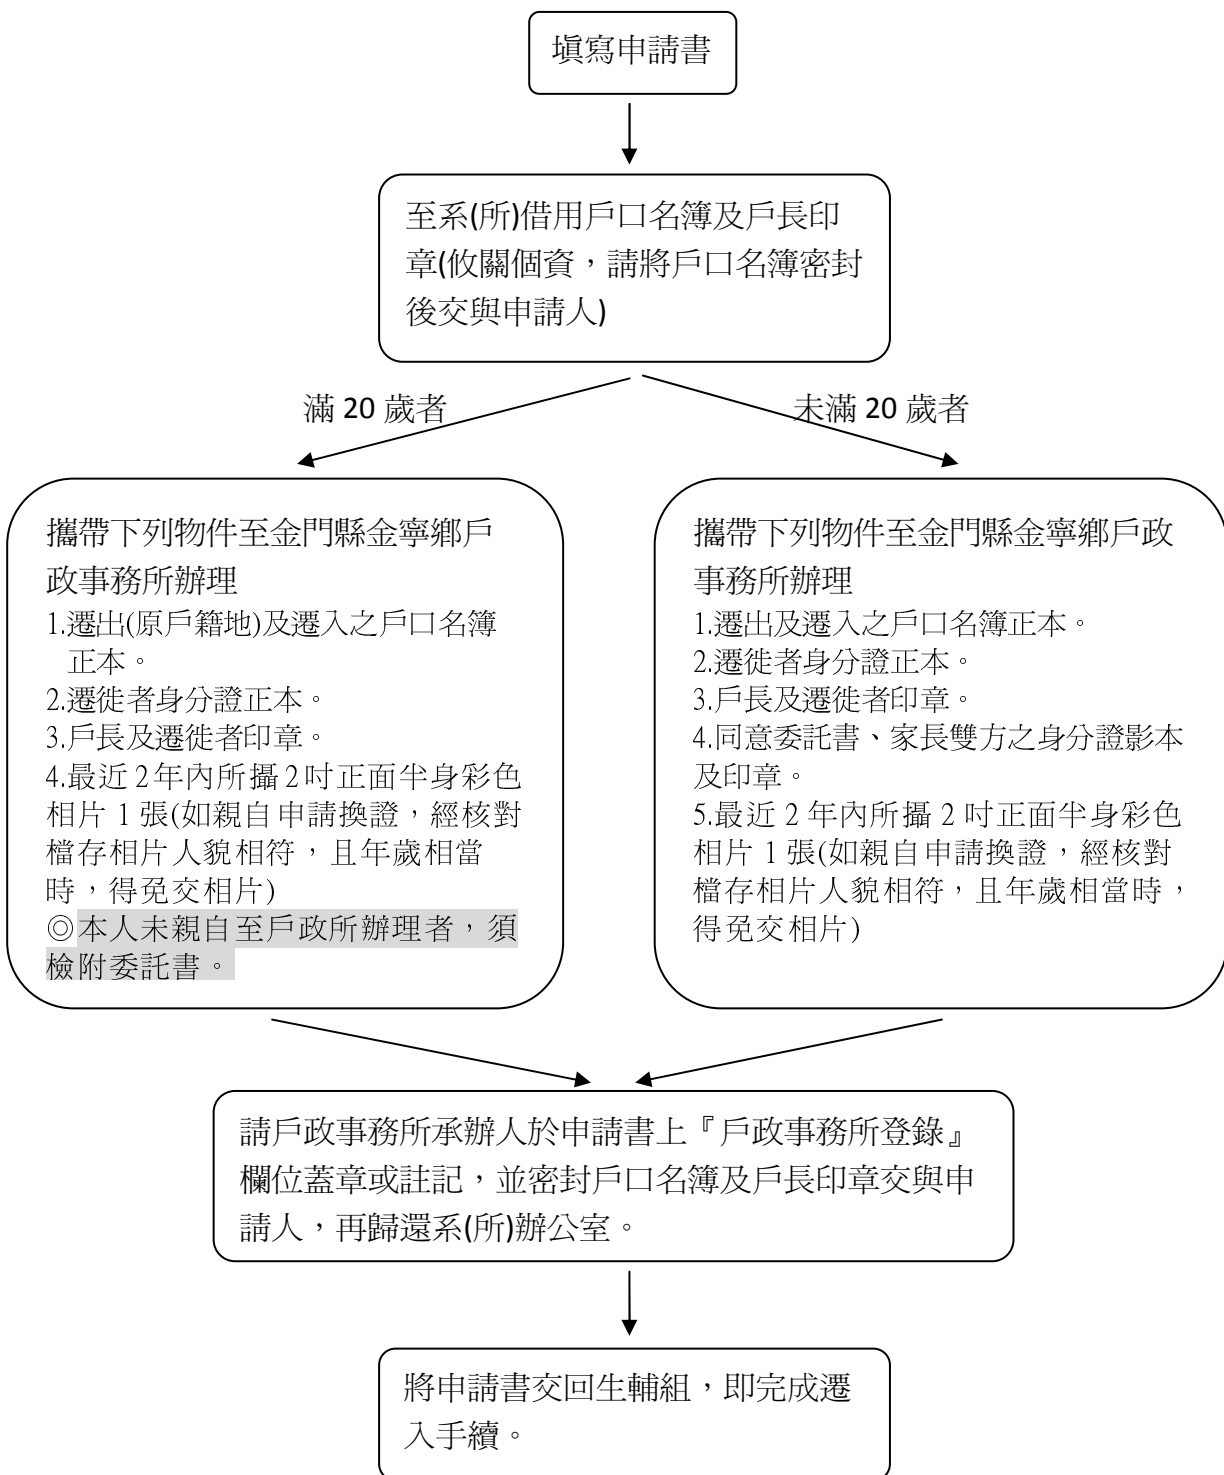 填寫申請書
至系(所)借用戶口名簿及戶長印
章(攸關個資，請將戶口名簿密封
後交與申請人)
滿 20 歲者
未滿 20 歲者
攜帶下列物件至金門縣金寧鄉戶
政事務所辦理
1.遷出(原戶籍地)及遷入之戶口名簿
正本。
2.遷徙者身分證正本。
3.戶長及遷徙者印章。
4.最近 2 年內所攝 2 吋正面半身彩色
相片 1 張(如親自申請換證，經核對
檔存相片人貌相符，且年歲相當
時，得免交相片)
◎本人未親自至戶政所辦理者，須
檢附委託書。
攜帶下列物件至金門縣金寧鄉戶政
事務所辦理
1.遷出及遷入之戶口名簿正本。
2.遷徙者身分證正本。
3.戶長及遷徙者印章。
4.同意委託書、家長雙方之身分證影本
及印章。
5.最近 2 年內所攝 2 吋正面半身彩色
相片 1 張(如親自申請換證，經核對
檔存相片人貌相符，且年歲相當時，
得免交相片)
請戶政事務所承辦人於申請書上『戶政事務所登錄』
欄位蓋章或註記，並密封戶口名簿及戶長印章交與申
請人，再歸還系(所)辦公室。
將申請書交回生輔組，即完成遷
入手續。